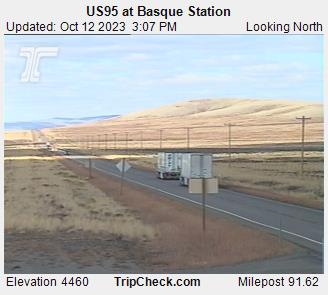 US95 at Basque Station
Updated: Oct 12 2023 3:07 PM Looking North
Elevation 4460 TripCheck.com Milepost 91.62